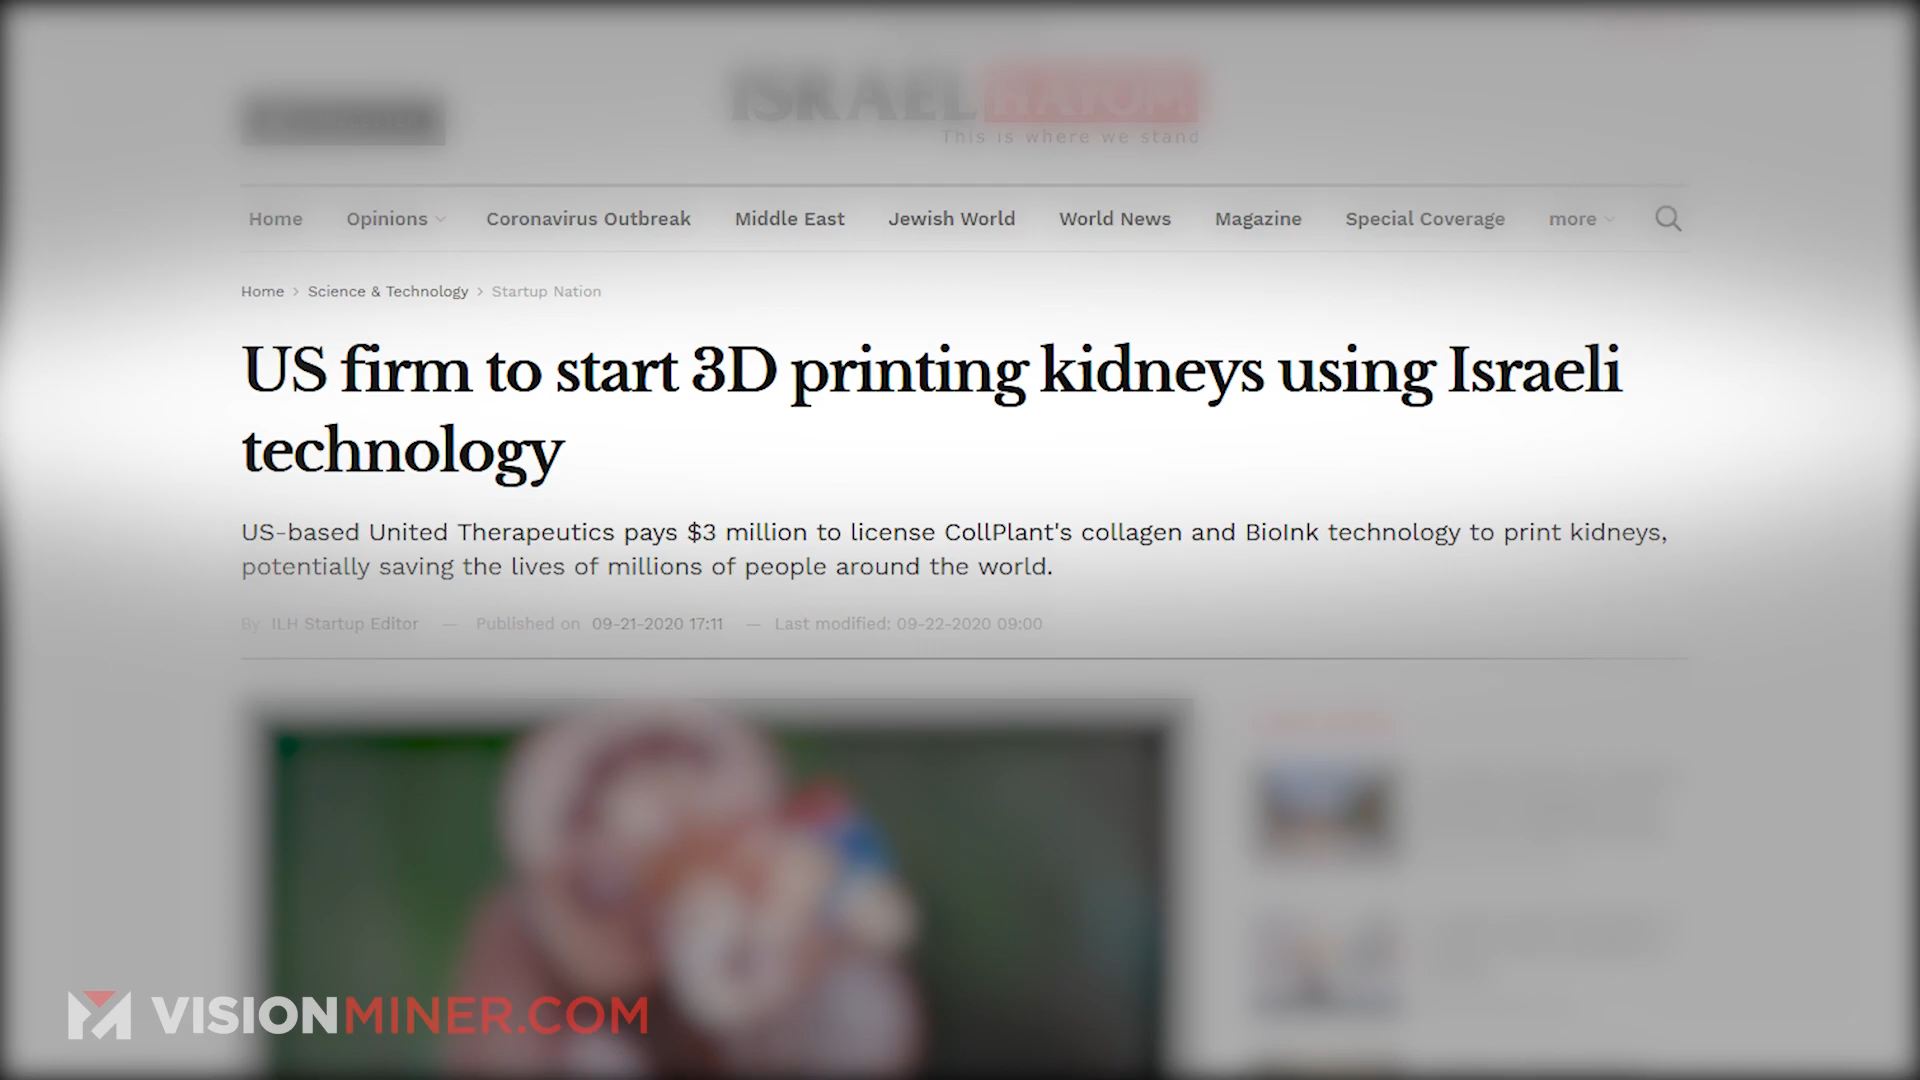 ISRAEL HAYOM
This is where we stand
Home Opinions Coronavirus Outbreak Middle East Jewish World World News Magazine Special Coverage more
Home > Science & Technology > Startup Nation
US firm to start 3D printing kidneys using Israeli
technology
US-based United Therapeutics pays $3 million to license CollPlant's collagen and BioInk technology to print kidneys,
potentially saving the lives of millions of people around the world.
By ILH Startup Editor — Published on 09-21-2020 17:11 — Last modified: 09-22-2020 09:00
VISIONMINER.COM